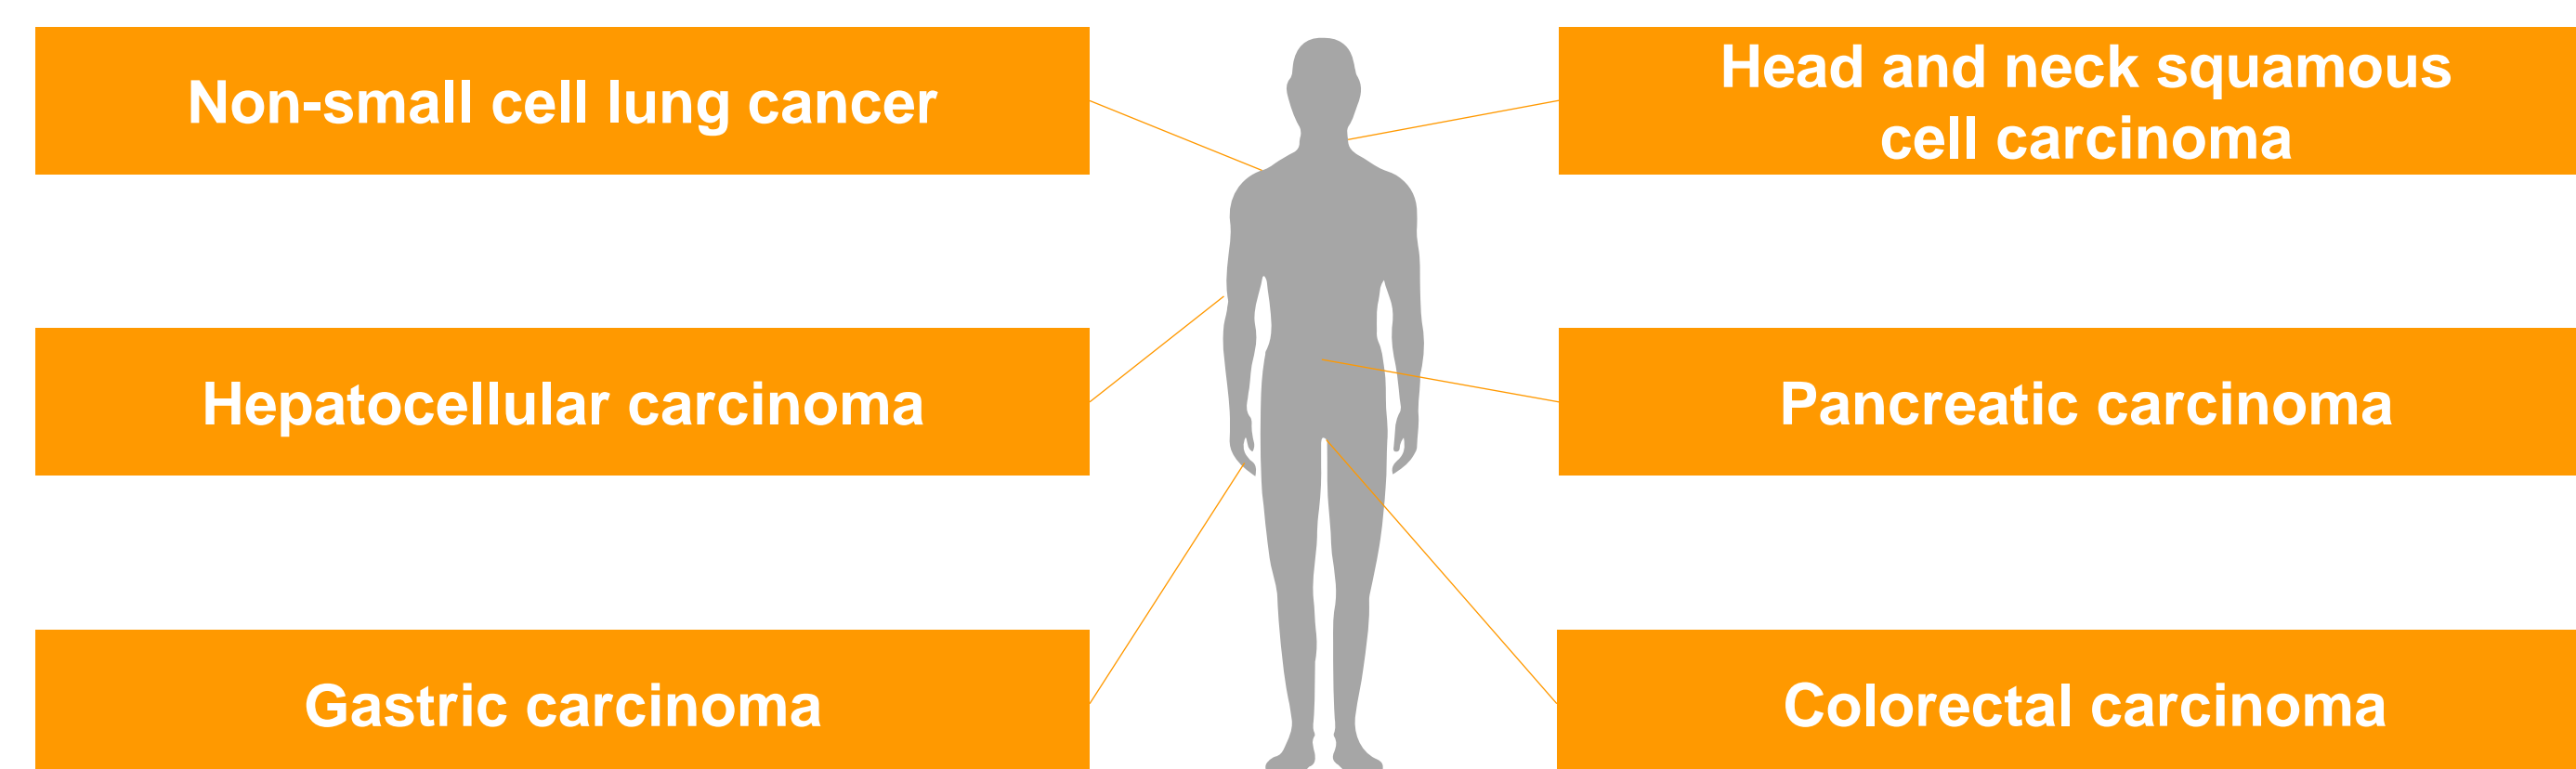 Non-small cell lung cancer
Head and neck squamous
cell carcinoma
Hepatocellular carcinoma
Pancreatic carcinoma
Gastric carcinoma
Colorectal carcinoma